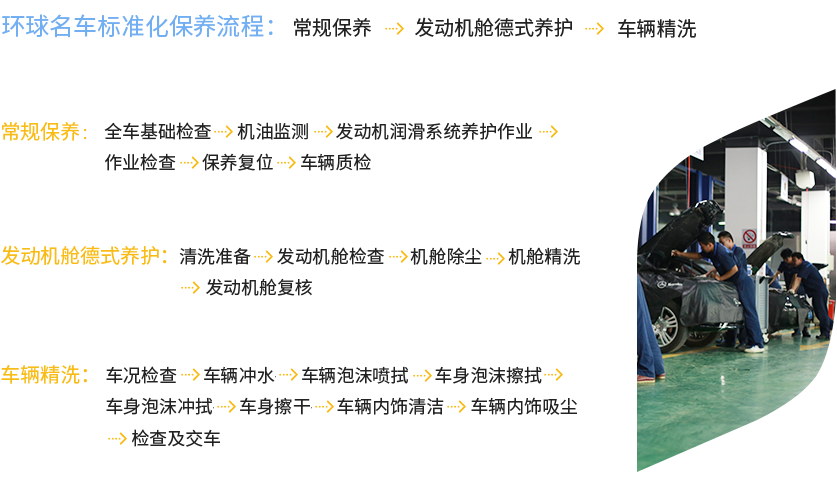 环球名车标准化保养流程： 常规保养 → 发动机舱德式养护 → 车辆精洗
常规保养： 全车基础检查 → 机油监测 → 发动机润滑系统养护作业 →
作业检查 → 保养复位 → 车辆质检
发动机舱德式养护： 清洗准备 → 发动机舱检查 → 机舱除尘 → 机舱精洗
→ 发动机舱复核
车辆精洗： 车况检查 → 车辆冲水 → 车辆泡沫喷拭 → 车身泡沫擦拭 →
车身泡沫冲拭 → 车身擦干 → 车辆内饰清洁 → 车辆内饰吸尘
→ 检查及交车